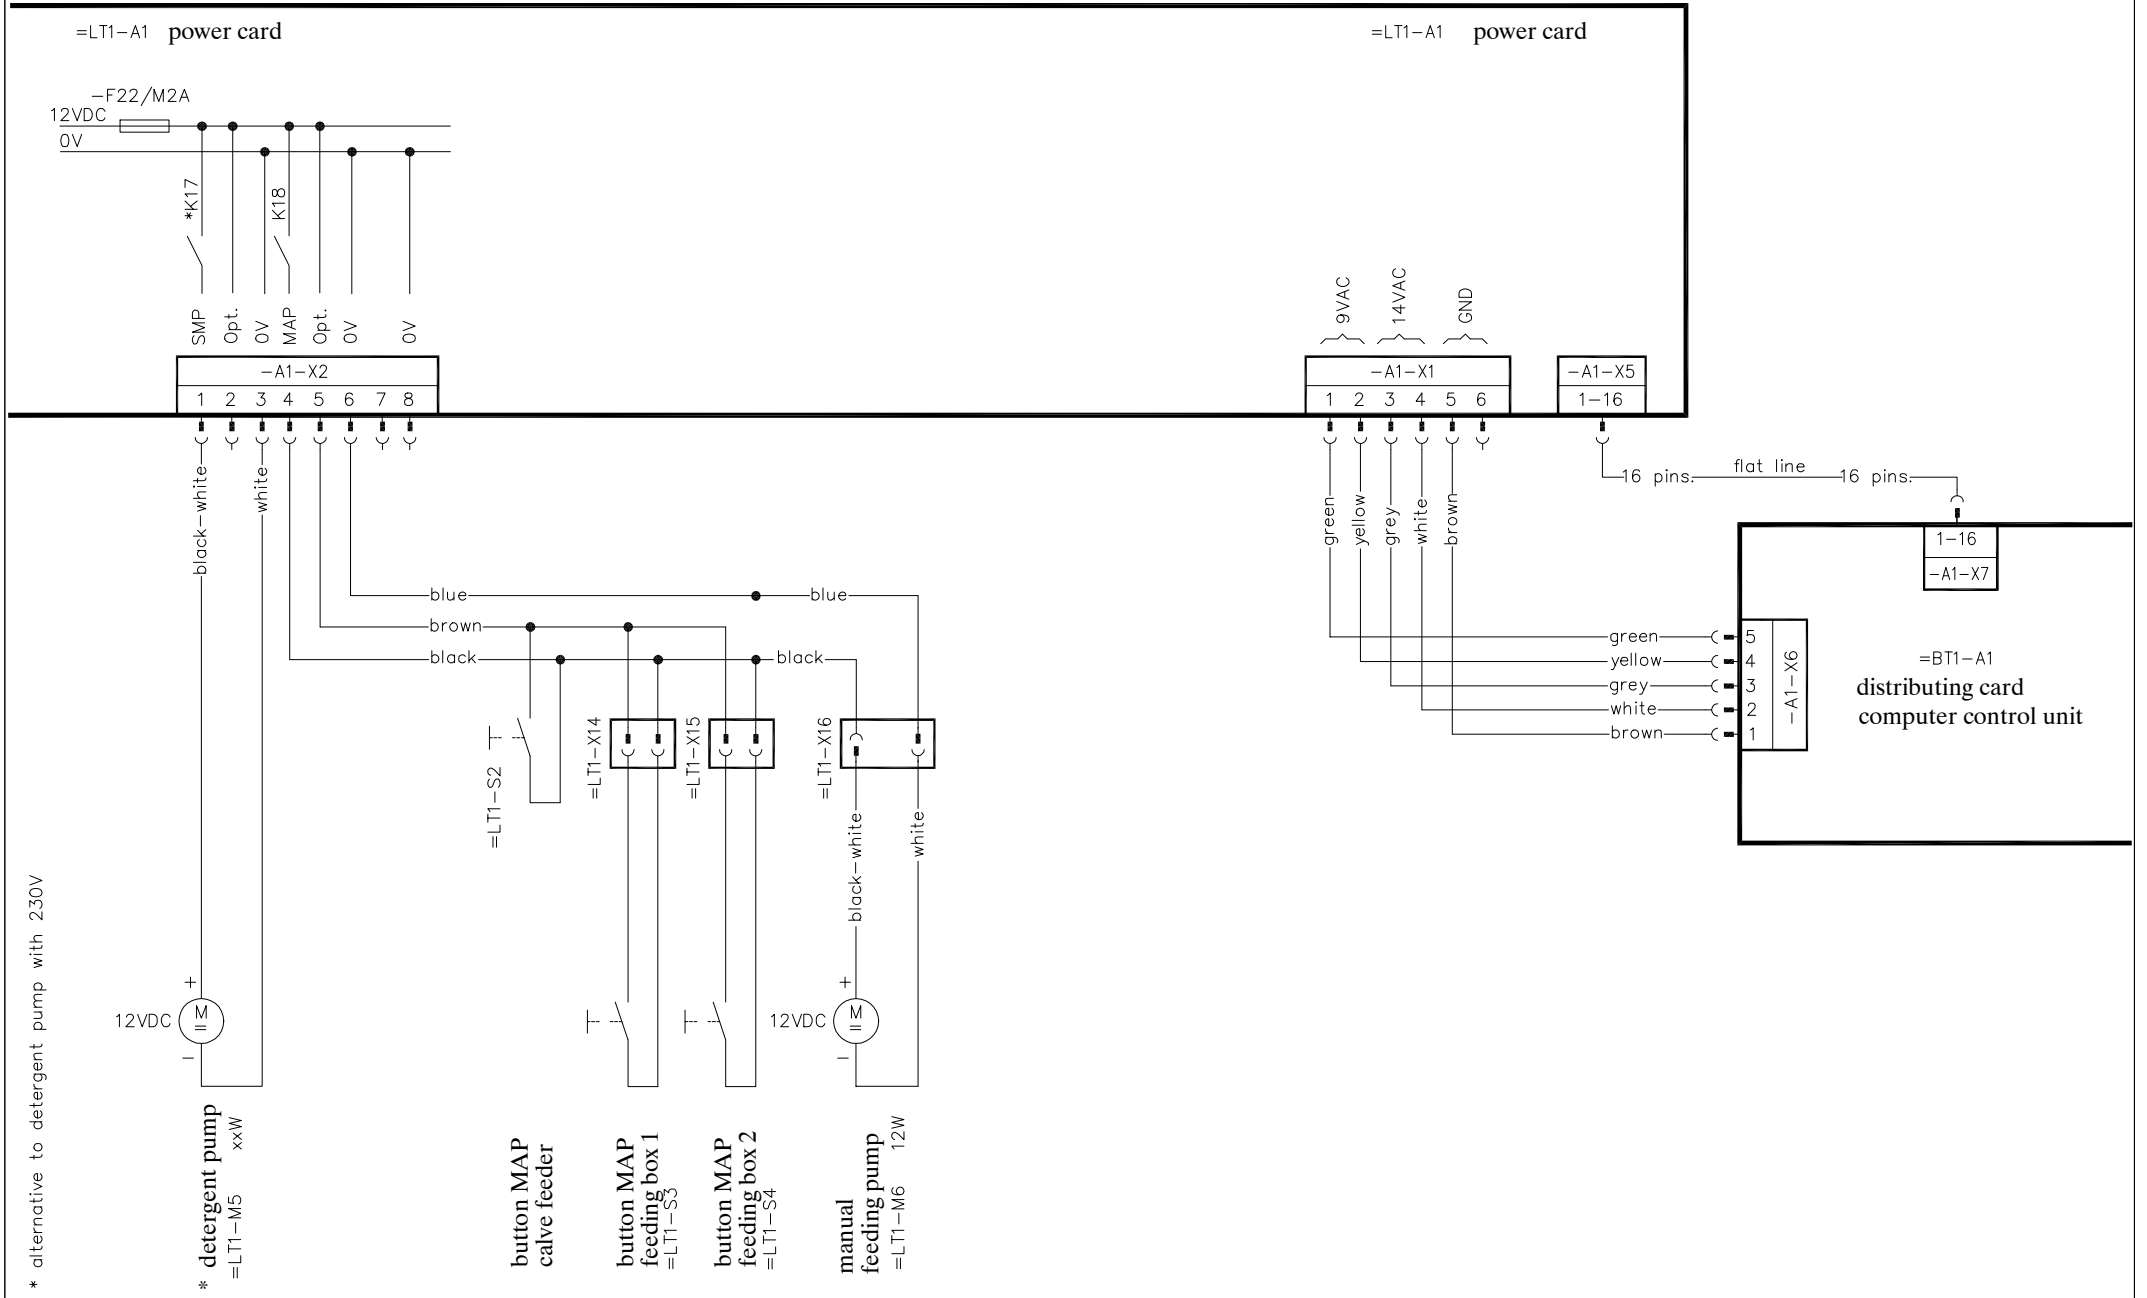 =LT1-A1 power card
=LT1-A1 power card
-F22/M2A
12VDC
0V
*K17
K18
SMP
Opt.
0V
MAP
Opt.
0V
0V
9VAC
14VAC
GND
-A1-X2
1 2 3 4 5 6 7 8
-A1-X1
1 2 3 4 5 6
-A1-X5
1-16
black-white
white
16 pins.
flat line
16 pins.
green
yellow
grey
white
brown
1-16
-A1-X7
blue
blue
brown
black
black
green
yellow
grey
white
brown
5
4
3
2
1
-A1-X6
=BT1-A1
distributing card
computer control unit
=LT1-S2
=LT1-X14
=LT1-X15
=LT1-X16
black-white
white
+
12VDC
M
=
-
+
12VDC
M
=
-
* alternative to detergent pump with 230V
* detergent pump
=LT1-M5 xxW
button MAP
calve feeder
button MAP
feeding box 1
=LT1-S3
button MAP
feeding box 2
=LT1-S4
manual
feeding pump
=LT1-M6 12W